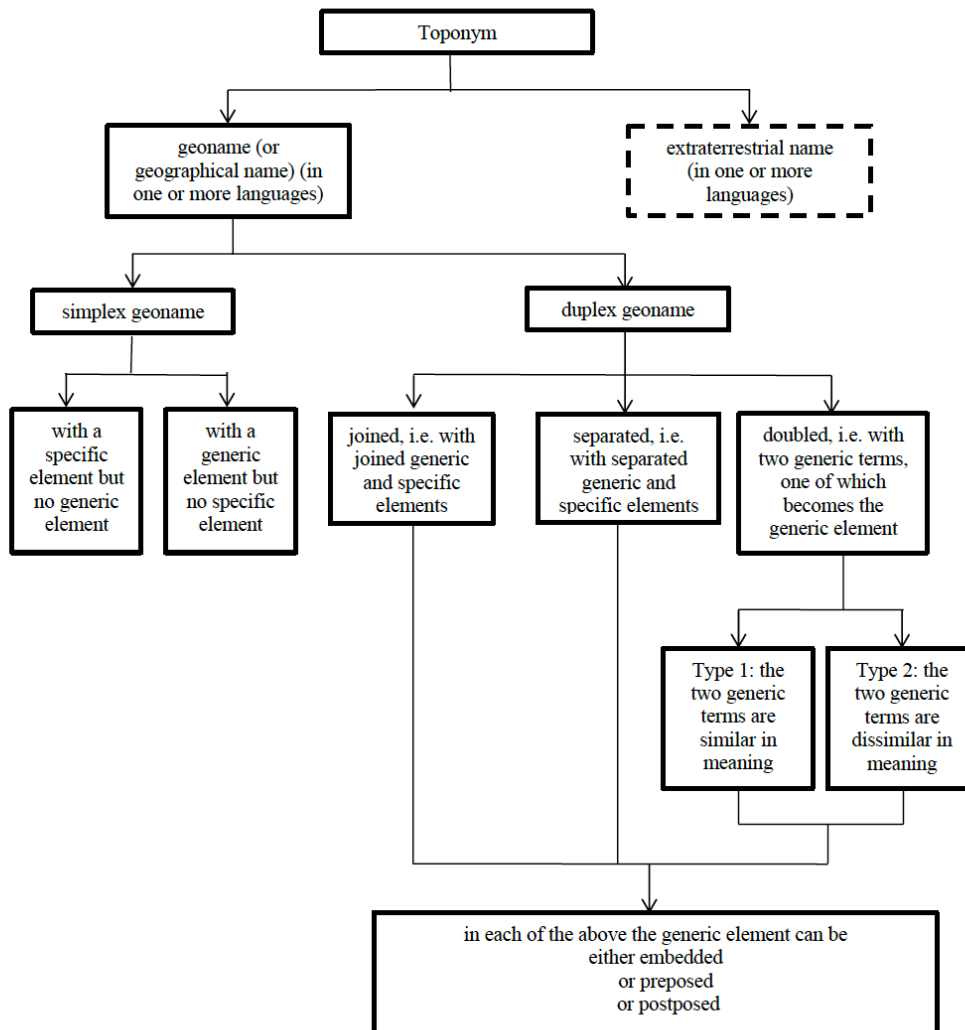 Toponym
geoname (or
geographical name) (in
one or more languages)
extraterrestrial name
(in one or more
languages)
simplex geoname
duplex geoname
with a
specific
element but
no generic
element
with a
generic
element but
no specific
element
joined, i.e. with
joined generic
and specific
elements
separated, i.e.
with separated
generic and
specific elements
doubled, i.e. with
two generic terms,
one of which
becomes the
generic element
Type 1: the
two generic
terms are
similar in
meaning
Type 2: the
two generic
terms are
dissimilar in
meaning
in each of the above the generic element can be
either embedded
or preposed
or postposed